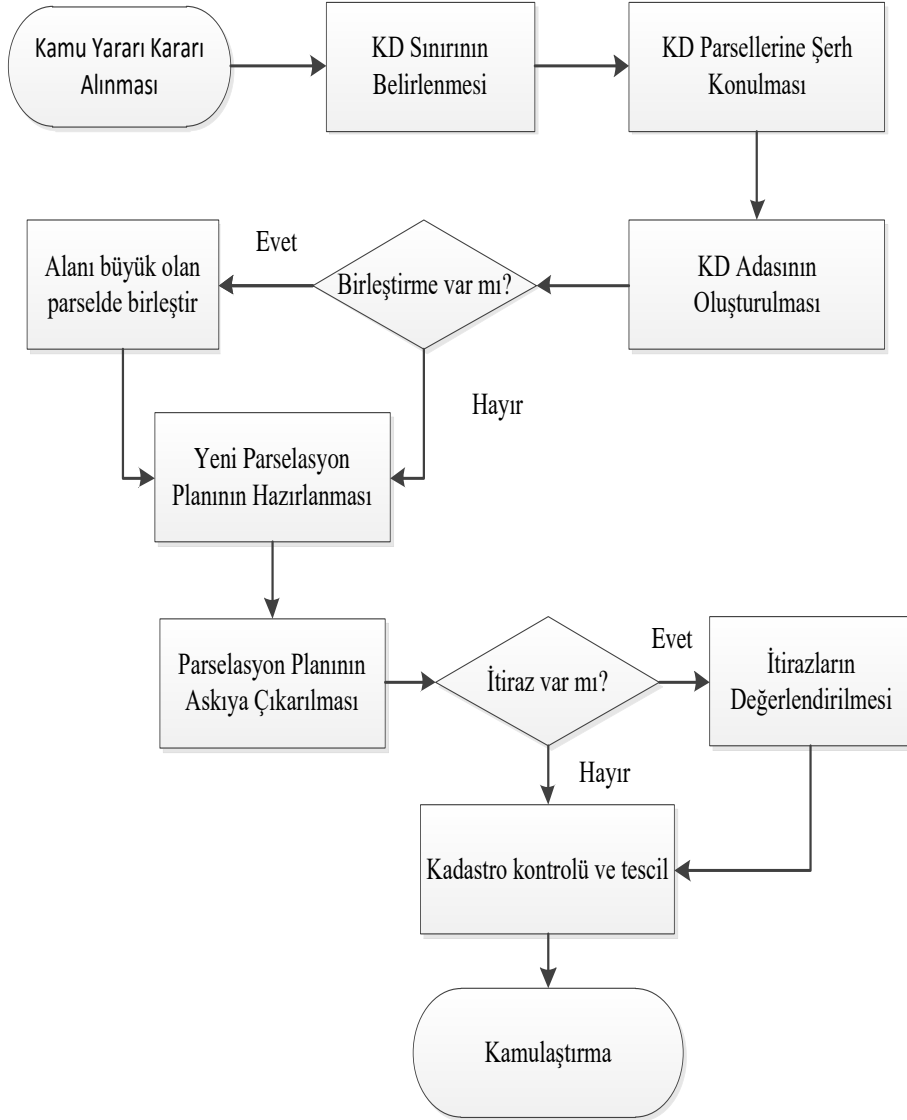 Kamu Yararı Kararı
Alınması
KD Sınırının
Belirlenmesi
KD Parsellerine Şerh
Konulması
KD Adasının
Oluşturulması
Birleştirme var mı?
Evet
Alanı büyük olan
parselde birleştir
Hayır
Yeni Parselasyon
Planının Hazırlanması
Parselasyon Planının
Askıya Çıkarılması
İtiraz var mı?
Evet
İtirazların
Değerlendirilmesi
Hayır
Kadastro kontrolü ve tescil
Kamulaştırma